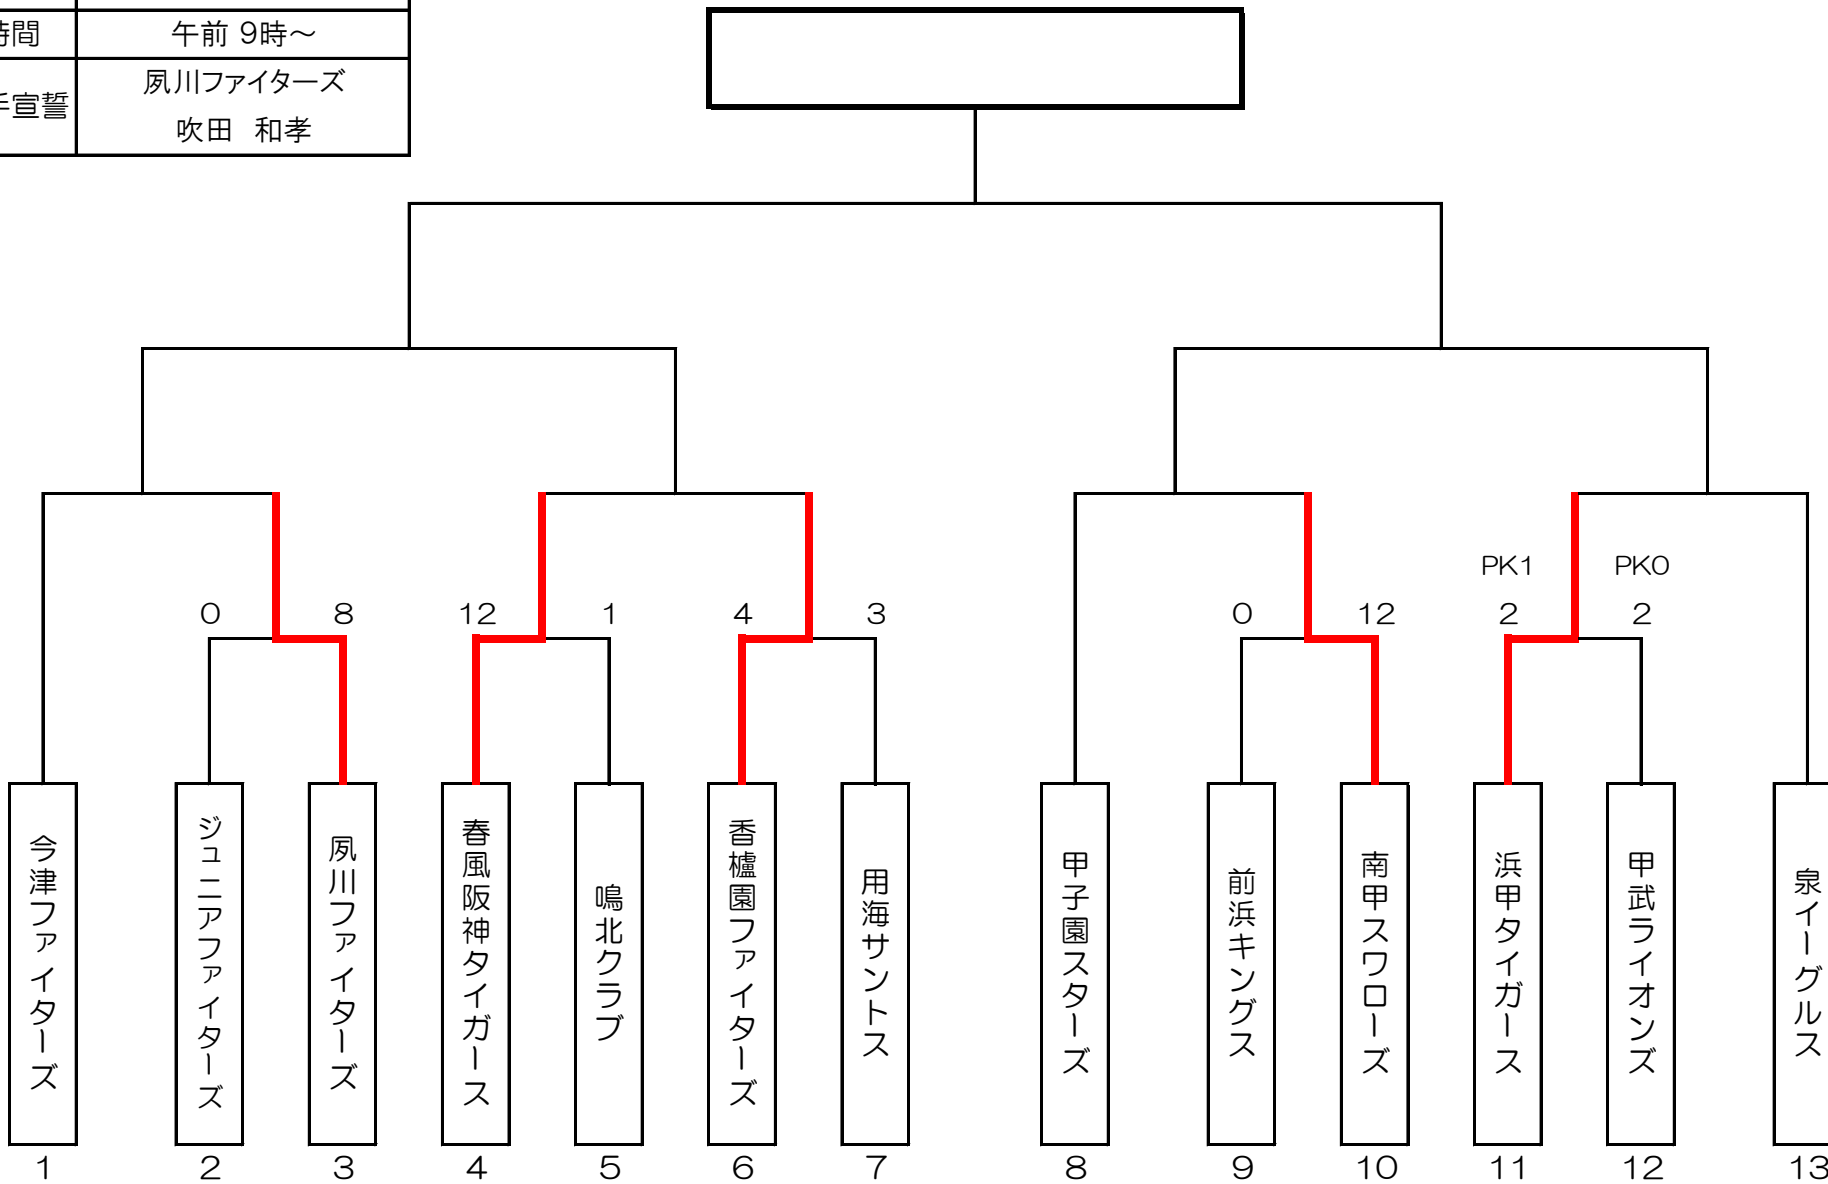 時間 午前 9時～
手宣誓 夙川ファイターズ
吹田 和孝
PK1 PK0
0 8 12 1 4 3 0 12 2 2
今津ファイターズ
ジュニアファイターズ
夙川ファイターズ
春風阪神タイガース
鳴北クラブ
香櫨園ファイターズ
用海サントス
甲子園スターズ
前浜キングス
南甲スワローズ
浜甲タイガース
甲武ライオンズ
泉イーグルス
1 2 3 4 5 6 7 8 9 10 11 12 13